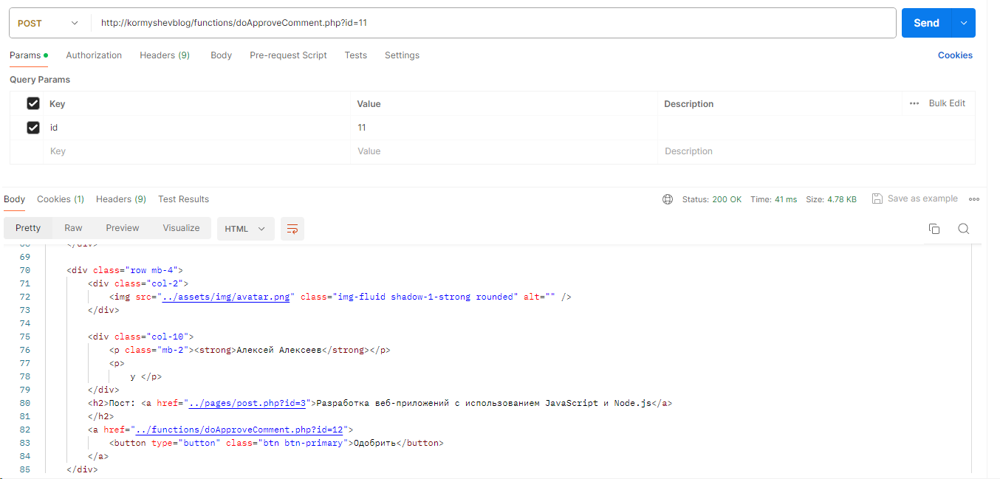 POST http://kormyshevblog/functions/doApproveComment.php?id=11 Send
Params Authorization Headers (9) Body Pre-request Script Tests Settings Cookies
Query Params
Key Value Description ••• Bulk Edit
id 11
Key Value Description
Body Cookies (1) Headers (9) Test Results Status: 200 OK Time: 41 ms Size: 4.78 KB Save as example
Pretty Raw Preview Visualize HTML
68 </div>
69
70 <div class="row mb-4">
71 <div class="col-2">
72 <img src="../assets/img/avatar.png" class="img-fluid shadow-1-strong rounded" alt="" />
73 </div>
74
75 <div class="col-10">
76 <p class="mb-2"><strong>Алексей Алексеев</strong></p>
77 <p>
78 у </p>
79 </div>
80 <h2>Пост: <a href="../pages/post.php?id=3">Разработка веб-приложений с использованием JavaScript и Node.js</a>
81 </h2>
82 <a href="../functions/doApproveComment.php?id=12">
83 <button type="button" class="btn btn-primary">Одобрить</button>
84 </a>
85 </div>